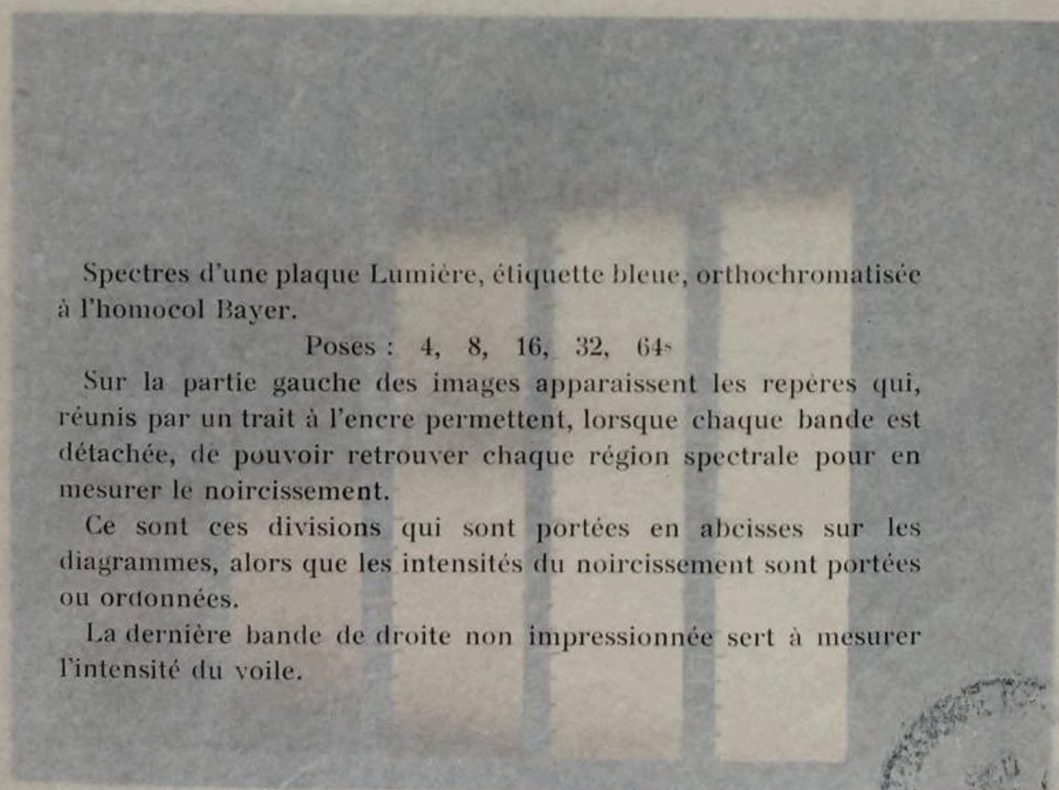 Spectres d'une plaque Lumière, étiquette bleue, orthochromatisée
à l'homocol Bayer.
Poses : 4, 8, 16, 32, 64s
Sur la partie gauche des images apparaissent les repères qui,
réunis par un trait à l'encre permettent, lorsque chaque bande est
détachée, de pouvoir retrouver chaque région spectrale pour en
mesurer le noircissement.
Ce sont ces divisions qui sont portées en abcisses sur les
diagrammes, alors que les intensités du noircissement sont portées
ou ordonnées.
La dernière bande de droite non impressionnée sert à mesurer
l'intensité du voile.